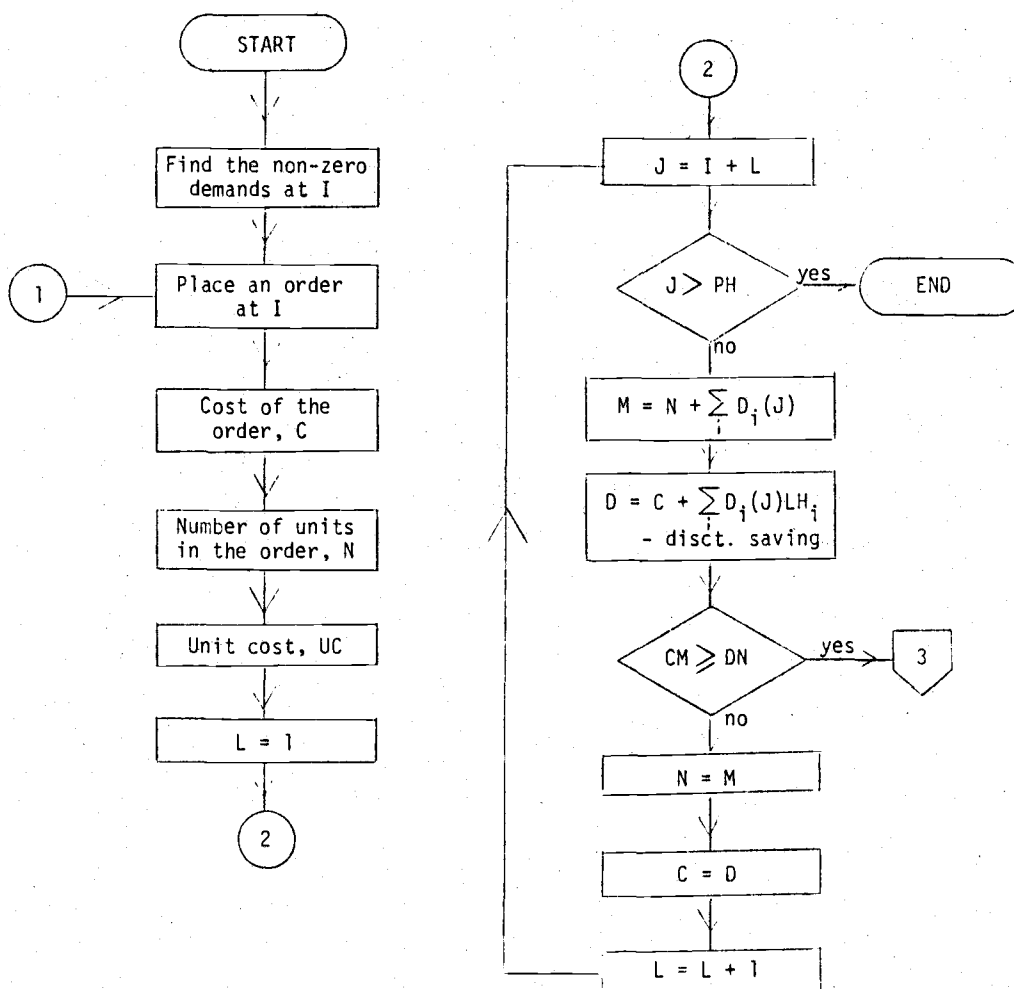 START
Find the non-zero
demands at I
1
Place an order
at I
Cost of the
order, C
Number of units
in the order, N
Unit cost, UC
L = 1
2
2
J = I + L
J > PH
yes
END
no
M = N + ∑ D_i(J)
i
D = C + ∑ D_i(J)LH_i
i
- disct. saving
CM ⩾ DN
yes
3
no
N = M
C = D
L = L + 1